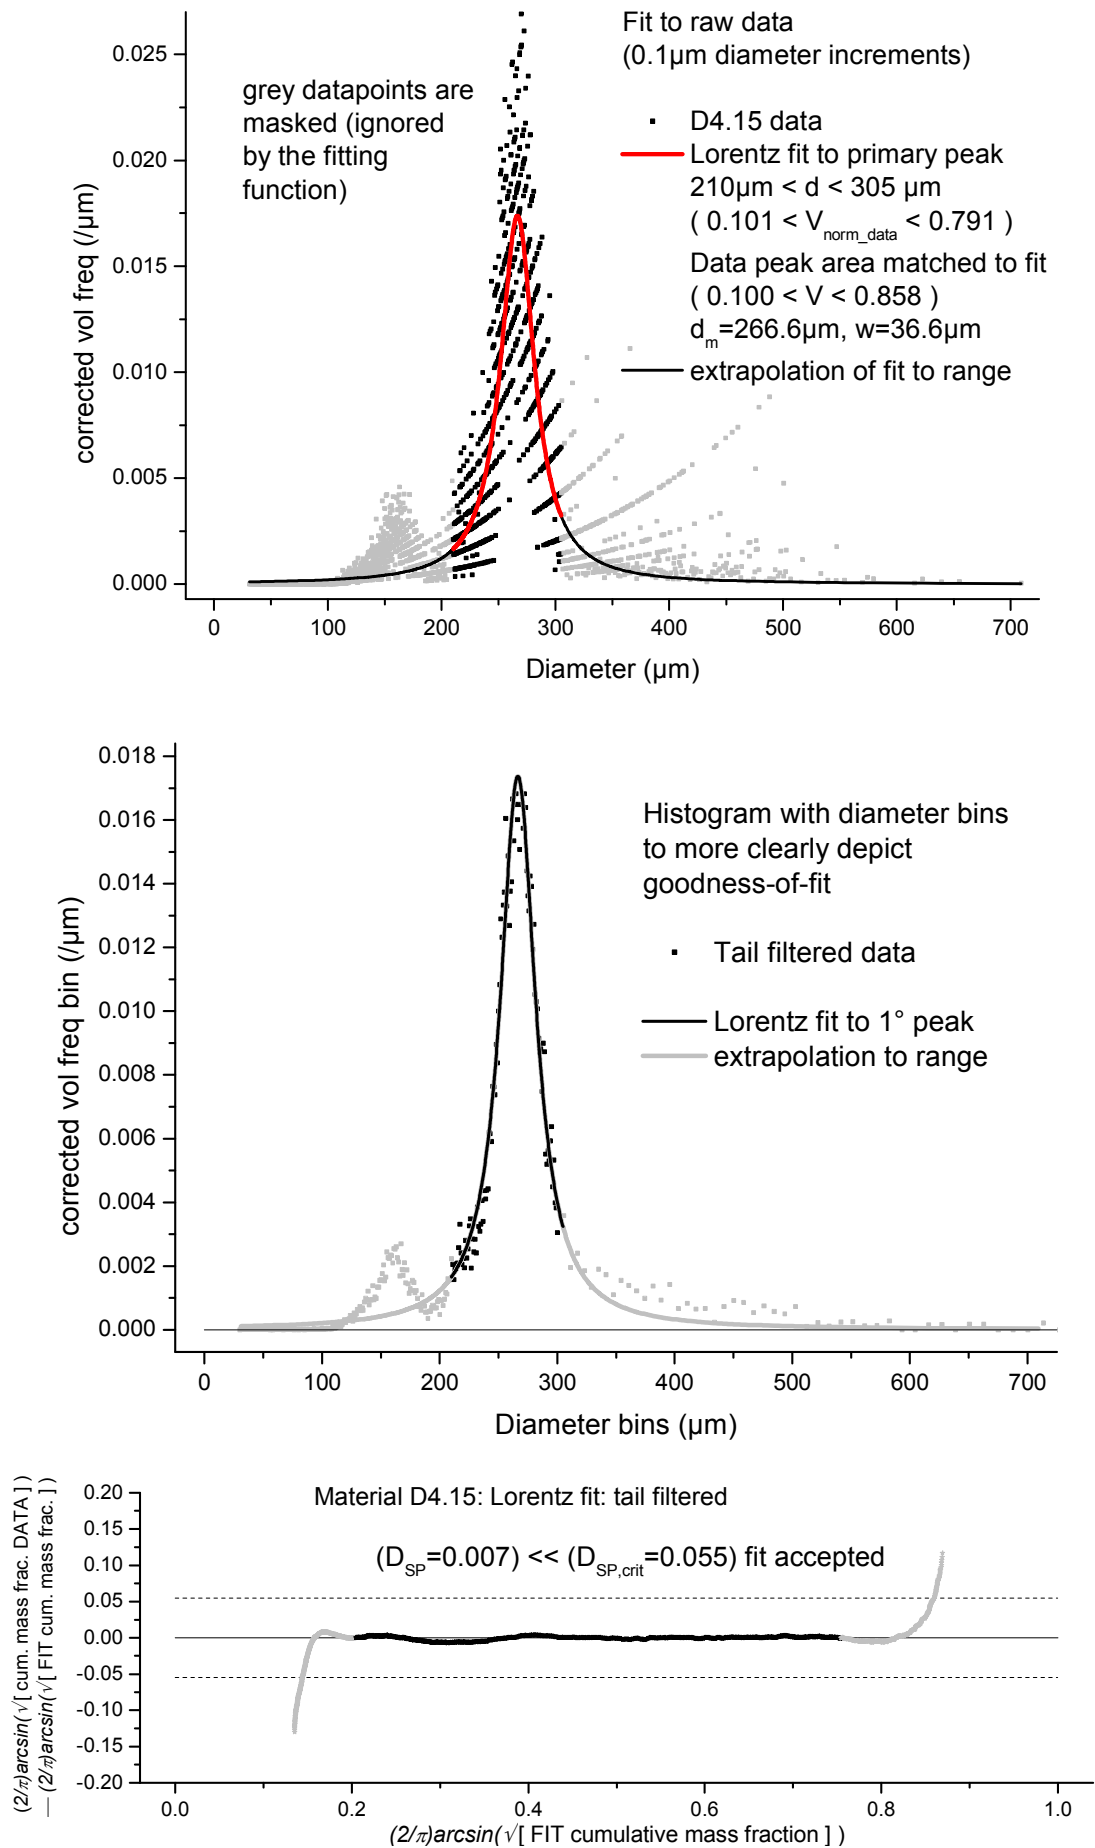 Fit to raw data
(0.1µm diameter increments)
grey datapoints are
masked (ignored
by the fitting
function)
D4.15 data
Lorentz fit to primary peak
210µm < d < 305 µm
( 0.101 < V_norm_data < 0.791 )
Data peak area matched to fit
( 0.100 < V < 0.858 )
d_m=266.6µm, w=36.6µm
extrapolation of fit to range
corrected vol freq (/µm)
0.025
0.020
0.015
0.010
0.005
0.000
0 100 200 300 400 500 600 700
Diameter (µm)
Histogram with diameter bins
to more clearly depict
goodness-of-fit
Tail filtered data
Lorentz fit to 1° peak
extrapolation to range
corrected vol freq bin (/µm)
0.018
0.016
0.014
0.012
0.010
0.008
0.006
0.004
0.002
0.000
0 100 200 300 400 500 600 700
Diameter bins (µm)
(2/π)arcsin(√[ cum. mass frac. DATA ])
— (2/π)arcsin(√[ FIT cum. mass frac. ])
Material D4.15: Lorentz fit: tail filtered
(D_SP=0.007) << (D_SP,crit=0.055) fit accepted
0.20
0.15
0.10
0.05
0.00
-0.05
-0.10
-0.15
-0.20
0.0 0.2 0.4 0.6 0.8 1.0
(2/π)arcsin(√[ FIT cumulative mass fraction ] )